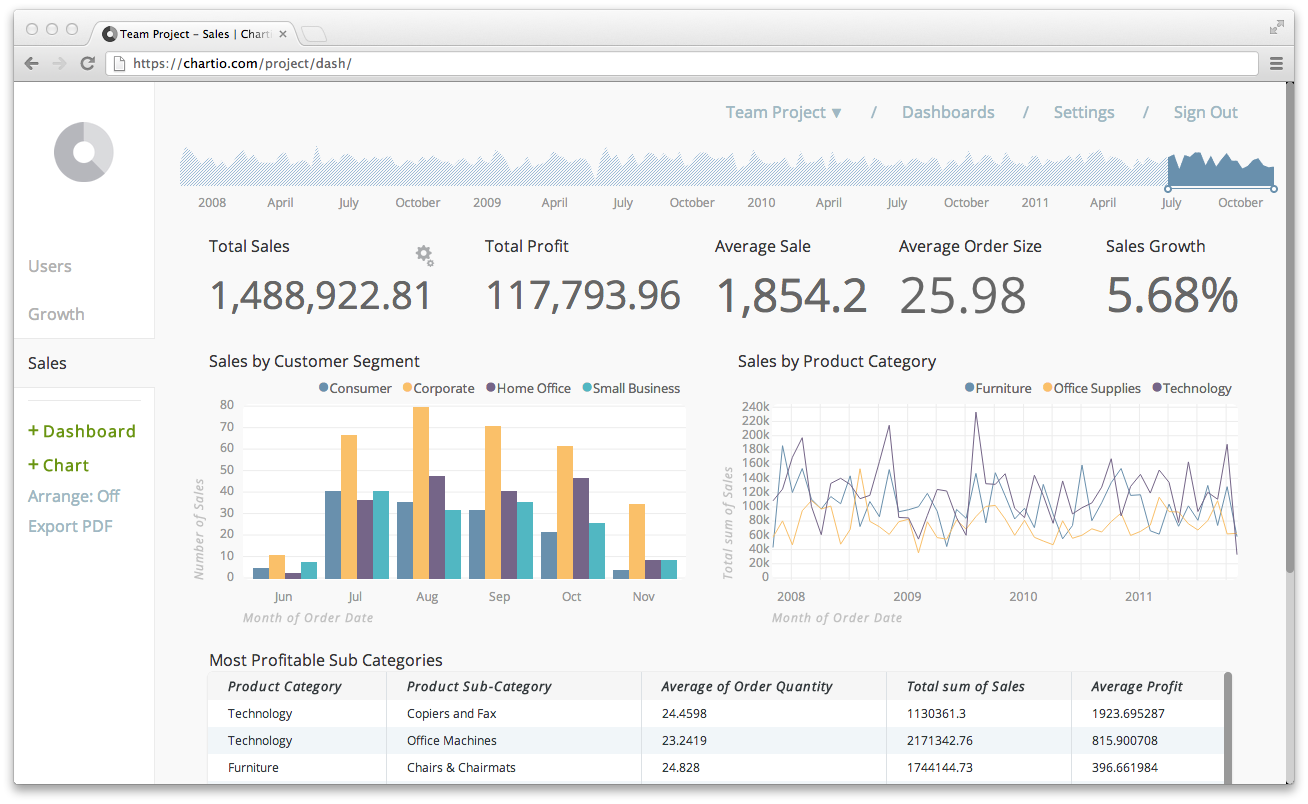 Team Project – Sales | Charti
https://chartio.com/project/dash/
Team Project ▼ / Dashboards / Settings / Sign Out
2008 April July October 2009 April July October 2010 April July October 2011 April July October
Users
Growth
Sales
+ Dashboard
+ Chart
Arrange: Off
Export PDF
Total Sales
1,488,922.81
Total Profit
117,793.96
Average Sale
1,854.2
Average Order Size
25.98
Sales Growth
5.68%
Sales by Customer Segment
Consumer Corporate Home Office Small Business
80
70
60
50
40
30
20
10
0
Number of Sales
Jun Jul Aug Sep Oct Nov
Month of Order Date
Sales by Product Category
Furniture Office Supplies Technology
240k
220k
200k
180k
160k
140k
120k
100k
80k
60k
40k
20k
0
Total sum of Sales
2008 2009 2010 2011
Month of Order Date
Most Profitable Sub Categories
Product Category Product Sub-Category Average of Order Quantity Total sum of Sales Average Profit
Technology Copiers and Fax 24.4598 1130361.3 1923.695287
Technology Office Machines 23.2419 2171342.76 815.900708
Furniture Chairs & Chairmats 24.828 1744144.73 396.661984